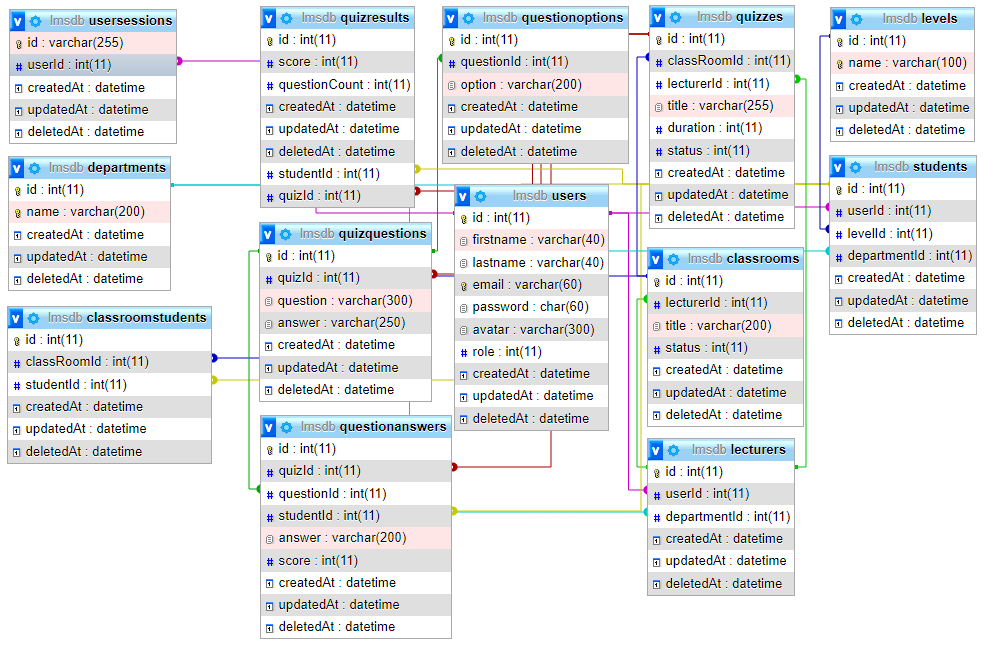 lmsdb usersessions
id : varchar(255)
userId : int(11)
createdAt : datetime
updatedAt : datetime
deletedAt : datetime
lmsdb departments
id : int(11)
name : varchar(200)
createdAt : datetime
updatedAt : datetime
deletedAt : datetime
lmsdb classroomstudents
id : int(11)
classRoomId : int(11)
studentId : int(11)
createdAt : datetime
updatedAt : datetime
deletedAt : datetime
lmsdb quizresults
id : int(11)
score : int(11)
questionCount : int(11)
createdAt : datetime
updatedAt : datetime
deletedAt : datetime
studentId : int(11)
quizId : int(11)
lmsdb quizquestions
id : int(11)
quizId : int(11)
question : varchar(300)
answer : varchar(250)
createdAt : datetime
updatedAt : datetime
deletedAt : datetime
lmsdb questionanswers
id : int(11)
quizId : int(11)
questionId : int(11)
studentId : int(11)
answer : varchar(200)
score : int(11)
createdAt : datetime
updatedAt : datetime
deletedAt : datetime
lmsdb questionoptions
id : int(11)
questionId : int(11)
option : varchar(200)
createdAt : datetime
updatedAt : datetime
deletedAt : datetime
lmsdb users
id : int(11)
firstname : varchar(40)
lastname : varchar(40)
email : varchar(60)
password : char(60)
avatar : varchar(300)
role : int(11)
createdAt : datetime
updatedAt : datetime
deletedAt : datetime
lmsdb quizzes
id : int(11)
classRoomId : int(11)
lecturerId : int(11)
title : varchar(255)
duration : int(11)
status : int(11)
createdAt : datetime
updatedAt : datetime
deletedAt : datetime
lmsdb classrooms
id : int(11)
lecturerId : int(11)
title : varchar(200)
status : int(11)
createdAt : datetime
updatedAt : datetime
deletedAt : datetime
lmsdb lecturers
id : int(11)
userId : int(11)
departmentId : int(11)
createdAt : datetime
updatedAt : datetime
deletedAt : datetime
lmsdb levels
id : int(11)
name : varchar(100)
createdAt : datetime
updatedAt : datetime
deletedAt : datetime
lmsdb students
id : int(11)
userId : int(11)
levelId : int(11)
departmentId : int(11)
createdAt : datetime
updatedAt : datetime
deletedAt : datetime